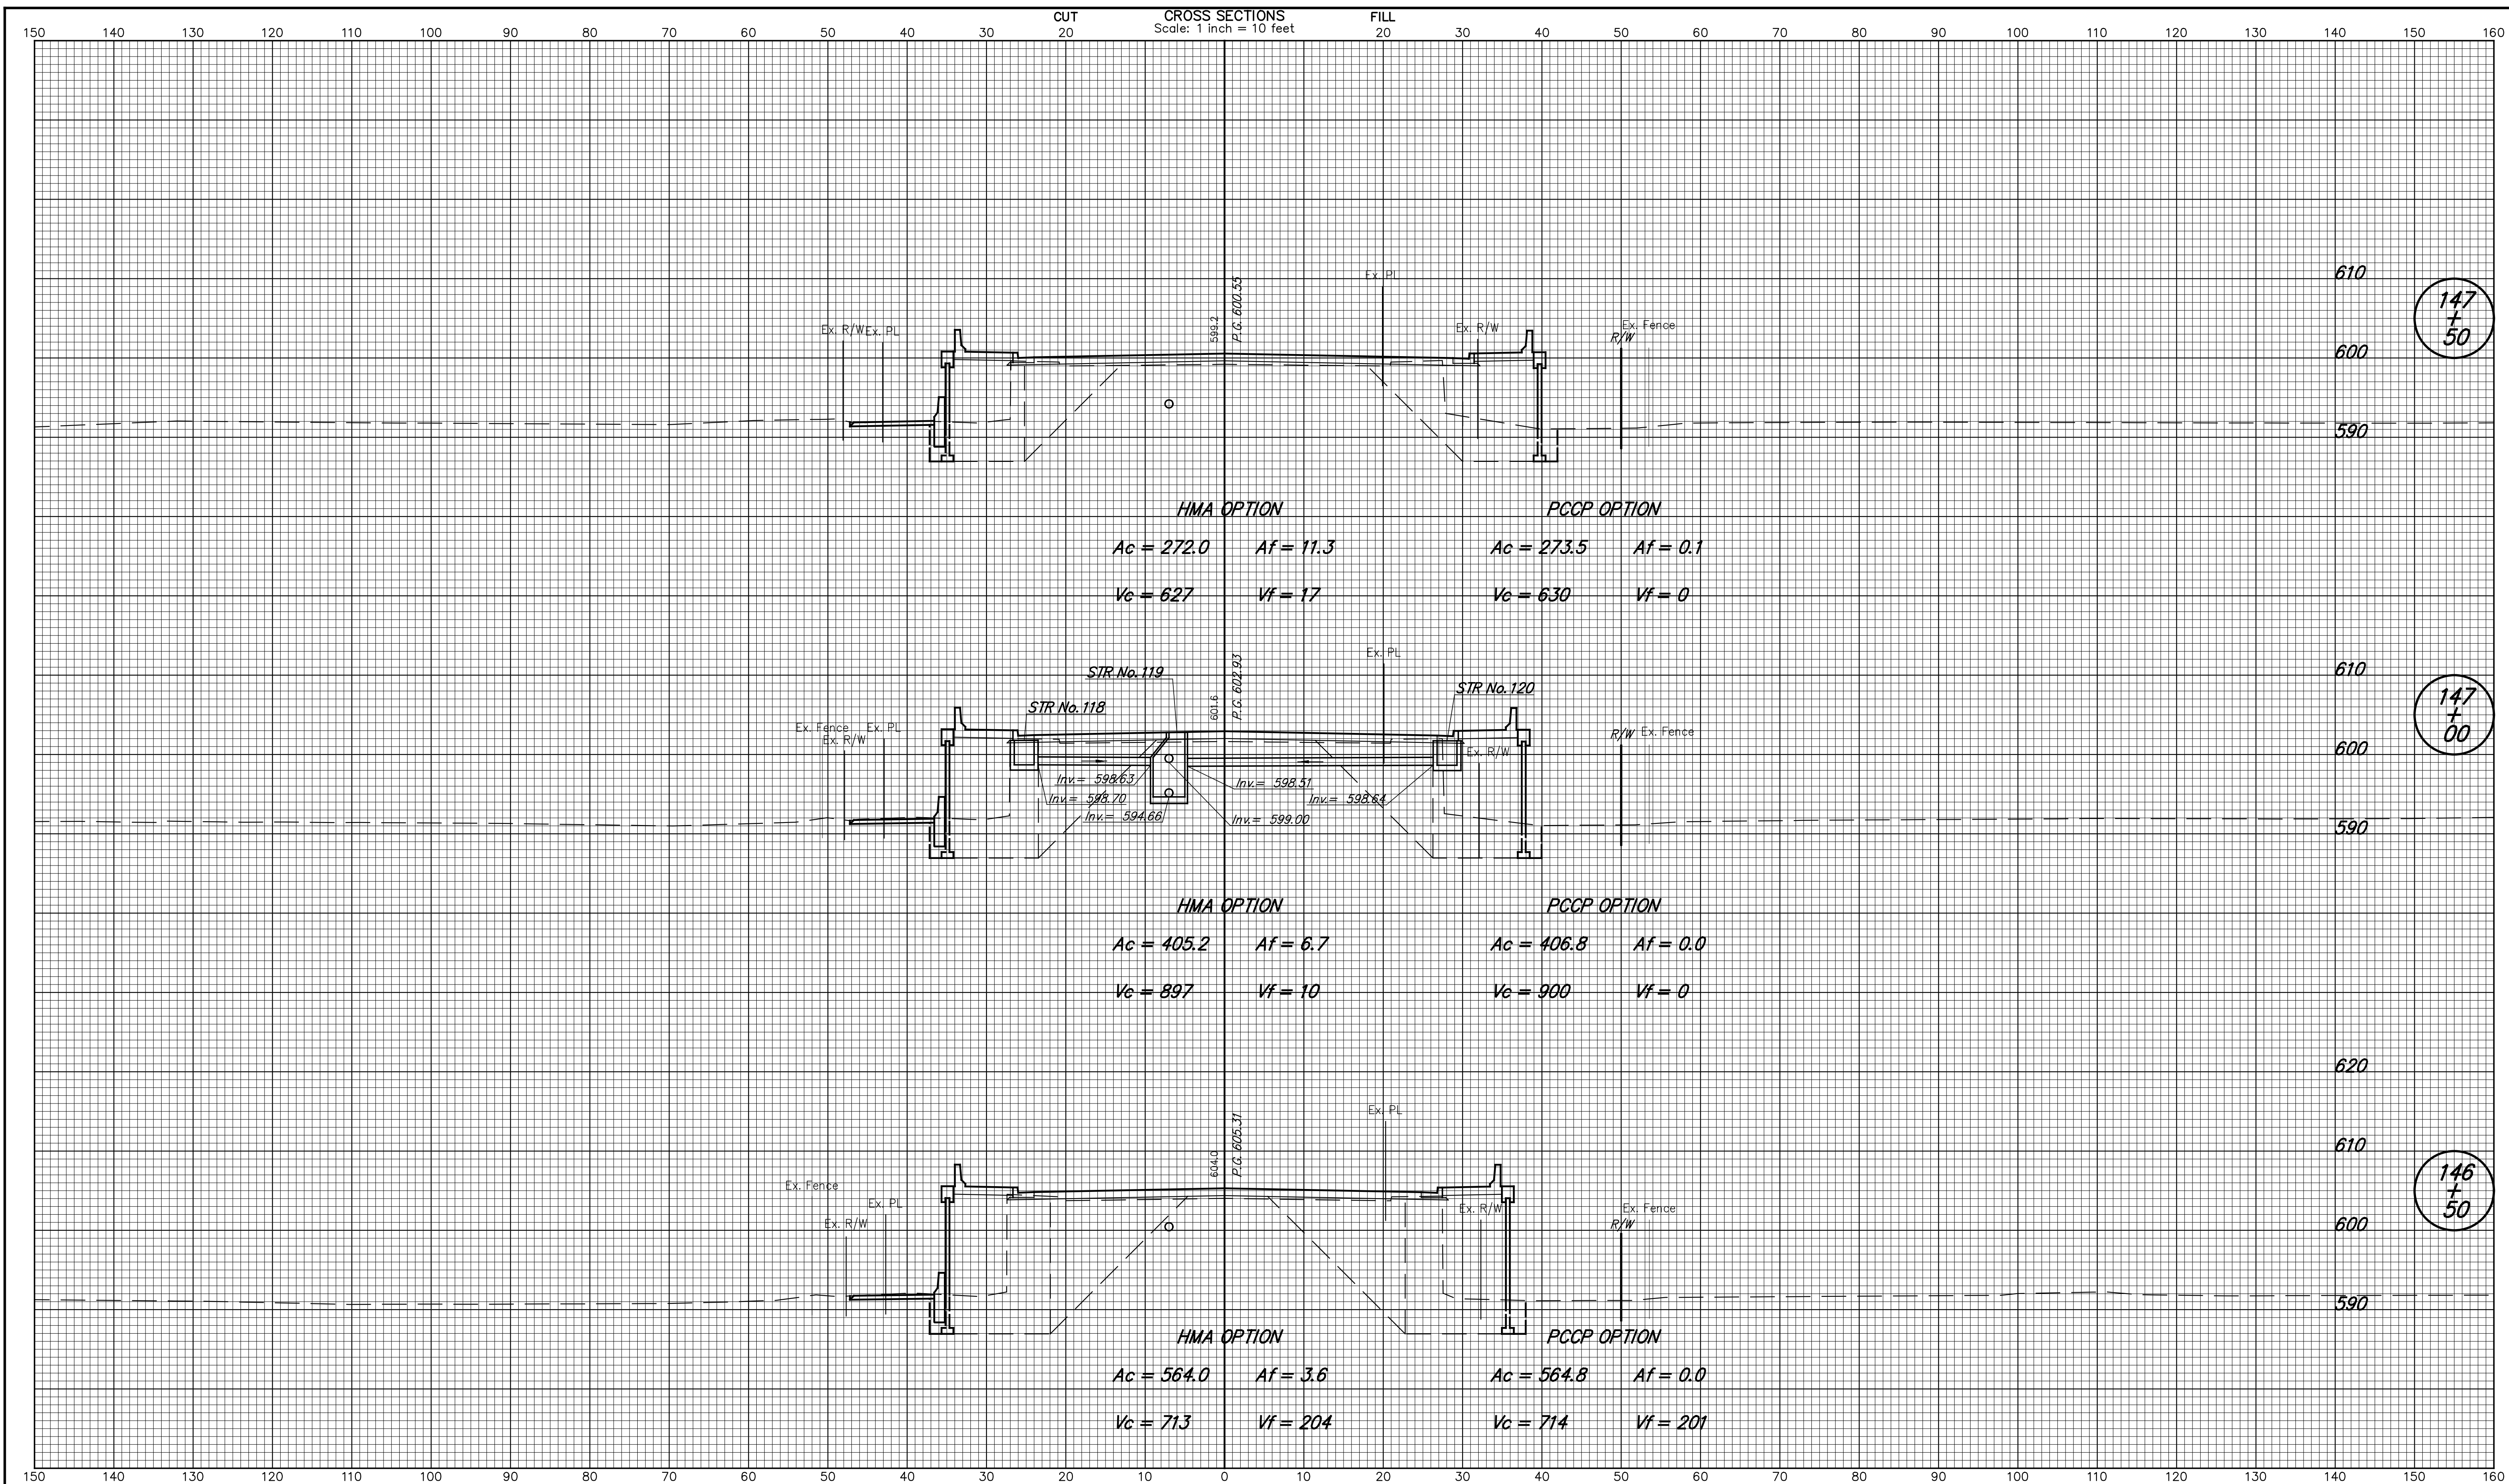 CUT CROSS SECTIONS FILL
Scale: 1 inch = 10 feet
150 140 130 120 110 100 90 80 70 60 50 40 30 20 20 30 40 50 60 70 80 90 100 110 120 130 140 150 160
610
147
+
50
600
590
Ex. PL
P.G. 600.55
599.2
Ex. R/W Ex. PL
Ex. R/W
Ex. Fence
R/W
HMA OPTION PCCP OPTION
Ac = 272.0 Af = 11.3 Ac = 273.5 Af = 0.1
Vc = 627 Vf = 17 Vc = 630 Vf = 0
610
147
+
00
600
590
Ex. PL
P.G. 602.93
601.6
STR No. 119
STR No. 118
STR No. 120
Ex. Fence Ex. PL
Ex. R/W
Ex. R/W
R/W Ex. Fence
Inv.= 598.63
Inv.= 598.51
Inv.= 598.70
Inv.= 598.64
Inv.= 594.66
Inv.= 599.00
HMA OPTION PCCP OPTION
Ac = 405.2 Af = 6.7 Ac = 406.8 Af = 0.0
Vc = 897 Vf = 10 Vc = 900 Vf = 0
620
610
146
+
50
600
590
Ex. PL
P.G. 605.31
604.0
Ex. Fence
Ex. PL
Ex. R/W
Ex. R/W
Ex. Fence
R/W
HMA OPTION PCCP OPTION
Ac = 564.0 Af = 3.6 Ac = 564.8 Af = 0.0
Vc = 713 Vf = 204 Vc = 714 Vf = 201
150 140 130 120 110 100 90 80 70 60 50 40 30 20 10 0 10 20 30 40 50 60 70 80 90 100 110 120 130 140 150 160